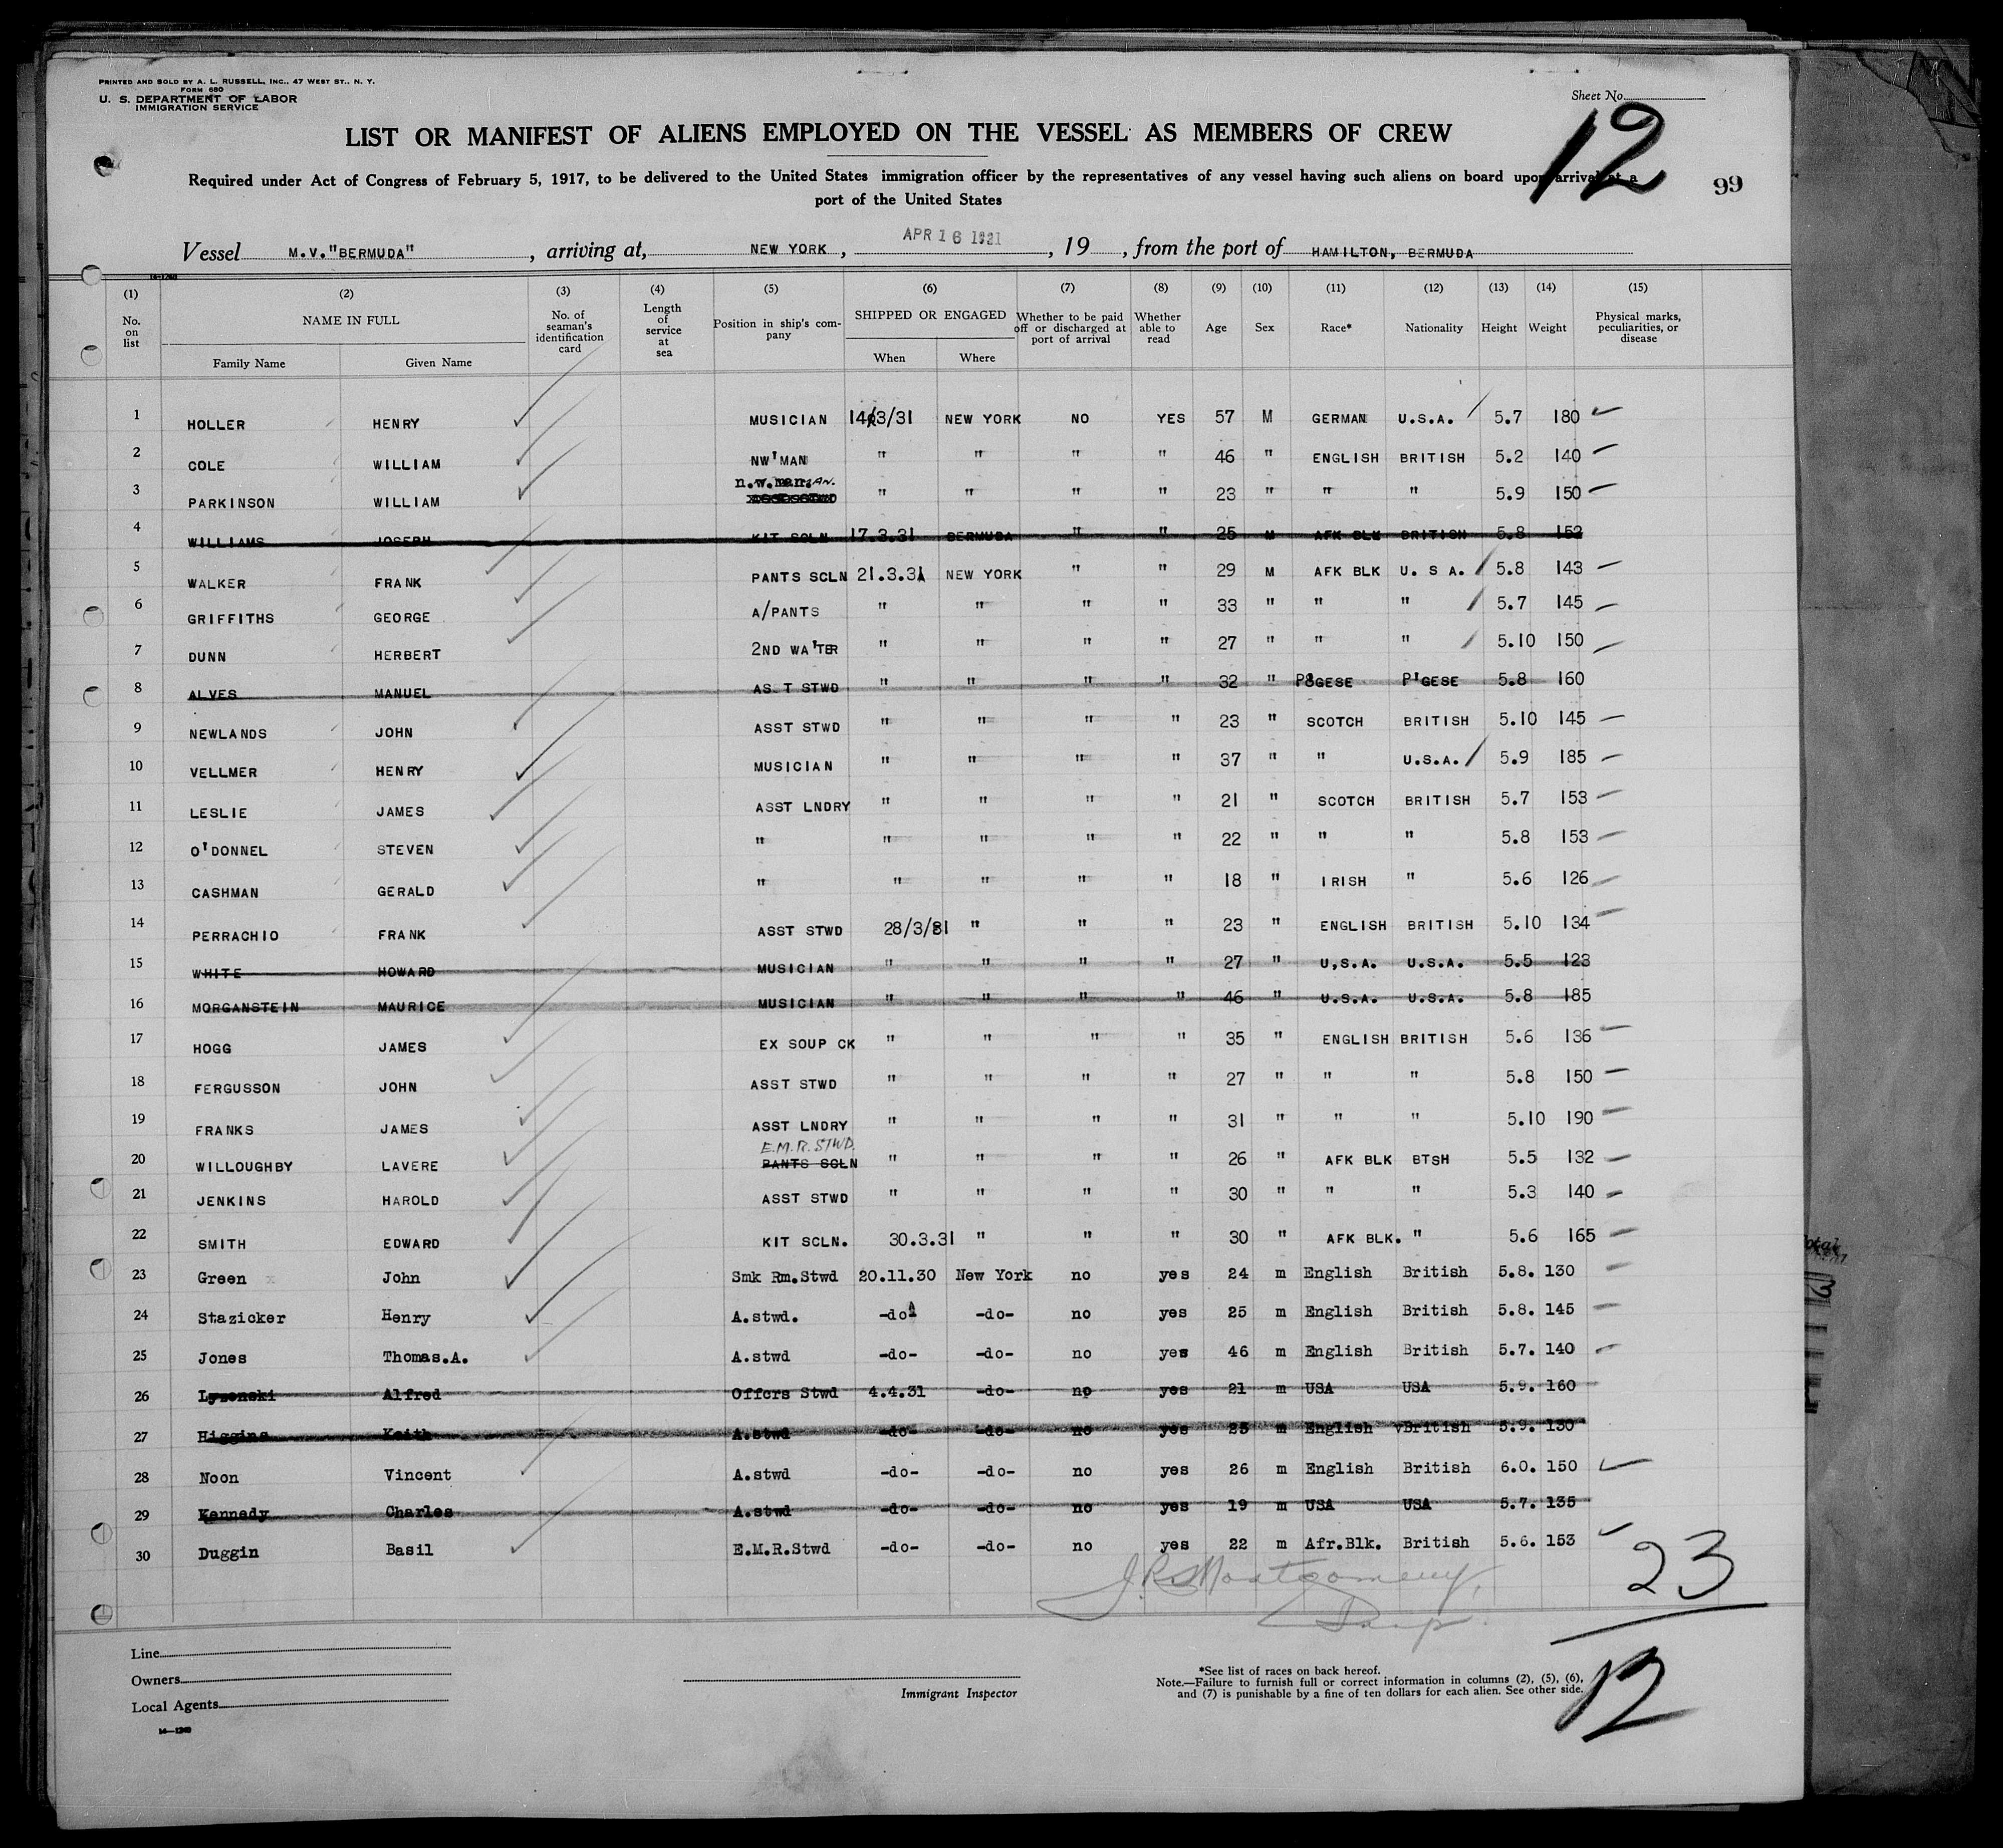 PRINTED AND SOLD BY A. L. RUSSELL, INC., 47 WEST ST., N. Y.
FORM 680
U. S. DEPARTMENT OF LABOR
IMMIGRATION SERVICE
Sheet No.
12
99
LIST OR MANIFEST OF ALIENS EMPLOYED ON THE VESSEL AS MEMBERS OF CREW
Required under Act of Congress of February 5, 1917, to be delivered to the United States immigration officer by the representatives of any vessel having such aliens on board upon arrival at a
port of the United States
Vessel M.V."BERMUDA" , arriving at, NEW YORK , APR 16 , 19 , from the port of HAMILTON, BERMUDA
14-1240
(1) (2) (3) (4) (5) (6) (7) (8) (9) (10) (11) (12) (13) (14) (15)
No. on list NAME IN FULL Family Name Given Name No. of seaman's identification card Length of service at sea Position in ship's company SHIPPED OR ENGAGED When Where Whether to be paid off or discharged at port of arrival Whether able to read Age Sex Race* Nationality Height Weight Physical marks, peculiarities, or disease
1 HOLLER HENRY MUSICIAN 14/3/31 NEW YORK NO YES 57 M GERMAN U.S.A. 5.7 180
2 COLE WILLIAM NW'MAN " " " " 46 " ENGLISH BRITISH 5.2 140
3 PARKINSON WILLIAM n.w.man. " " " " 23 " " " 5.9 150
4 WILLIAMS JOSEPH KIT SCLN 17.3.31 BERMUDA " " 25 M AFK BLK BRITISH 5.8 152
5 WALKER FRANK PANTS SCLN 21.3.31 NEW YORK " " 29 M AFK BLK U. S A. 5.8 143
6 GRIFFITHS GEORGE A/PANTS " " " " 33 " " " 5.7 145
7 DUNN HERBERT 2ND WA'TER " " " " 27 " " " 5.10 150
8 ALVES MANUEL AS.T STWD " " " " 32 " P'GESE P'GESE 5.8 160
9 NEWLANDS JOHN ASST STWD " " " " 23 " SCOTCH BRITISH 5.10 145
10 VELLMER HENRY MUSICIAN " " " " 37 " " U.S.A. 5.9 185
11 LESLIE JAMES ASST LNDRY " " " " 21 " SCOTCH BRITISH 5.7 153
12 O'DONNEL STEVEN " " " " " 22 " " " 5.8 153
13 CASHMAN GERALD " " " " " 18 " IRISH " 5.6 126
14 PERRACHIO FRANK ASST STWD 28/3/31 " " " 23 " ENGLISH BRITISH 5.10 134
15 WHITE HOWARD MUSICIAN " " " " 27 " U,S.A. U.S.A. 5.5 123
16 MORGANSTEIN MAURICE MUSICIAN " " " " 46 " U.S.A. U.S.A. 5.8 185
17 HOGG JAMES EX SOUP CK " " " " 35 " ENGLISH BRITISH 5.6 136
18 FERGUSSON JOHN ASST STWD " " " " 27 " " " 5.8 150
19 FRANKS JAMES ASST LNDRY " " " " 31 " " " 5.10 190
E.M.R. STWD.
20 WILLOUGHBY LAVERE PANTS SCLN " " " " 26 " AFK BLK BTSH 5.5 132
21 JENKINS HAROLD ASST STWD " " " " 30 " " " 5.3 140
22 SMITH EDWARD KIT SCLN. 30.3.31 " " " 30 " AFK BLK. " 5.6 165
23 Green John Smk Rm.Stwd 20.11.30 New York no yes 24 m English British 5.8. 130
24 Stazicker Henry A.stwd. -do- -do- no yes 25 m English British 5.8. 145
25 Jones Thomas.A. A.stwd -do- -do- no yes 46 m English British 5.7. 140
26 Lysonski Alfred Offcrs Stwd 4.4.31 -do- no yes 21 m USA USA 5.9. 160
27 Higgins Keith A.stwd -do- -do- no yes 25 m English British 5.9. 130
28 Noon Vincent A.stwd -do- -do- no yes 26 m English British 6.0. 150
29 Kennedy Charles A.stwd -do- -do- no yes 19 m USA USA 5.7. 135
30 Duggin Basil E.M.R.Stwd -do- -do- no yes 22 m Afr.Blk. British 5.6. 153
23
J.R. Montgomery,
12
Line
Owners
Local Agents
14-1240
Immigrant Inspector
*See list of races on back hereof.
Note.—Failure to furnish full or correct information in columns (2), (5), (6),
and (7) is punishable by a fine of ten dollars for each alien. See other side.